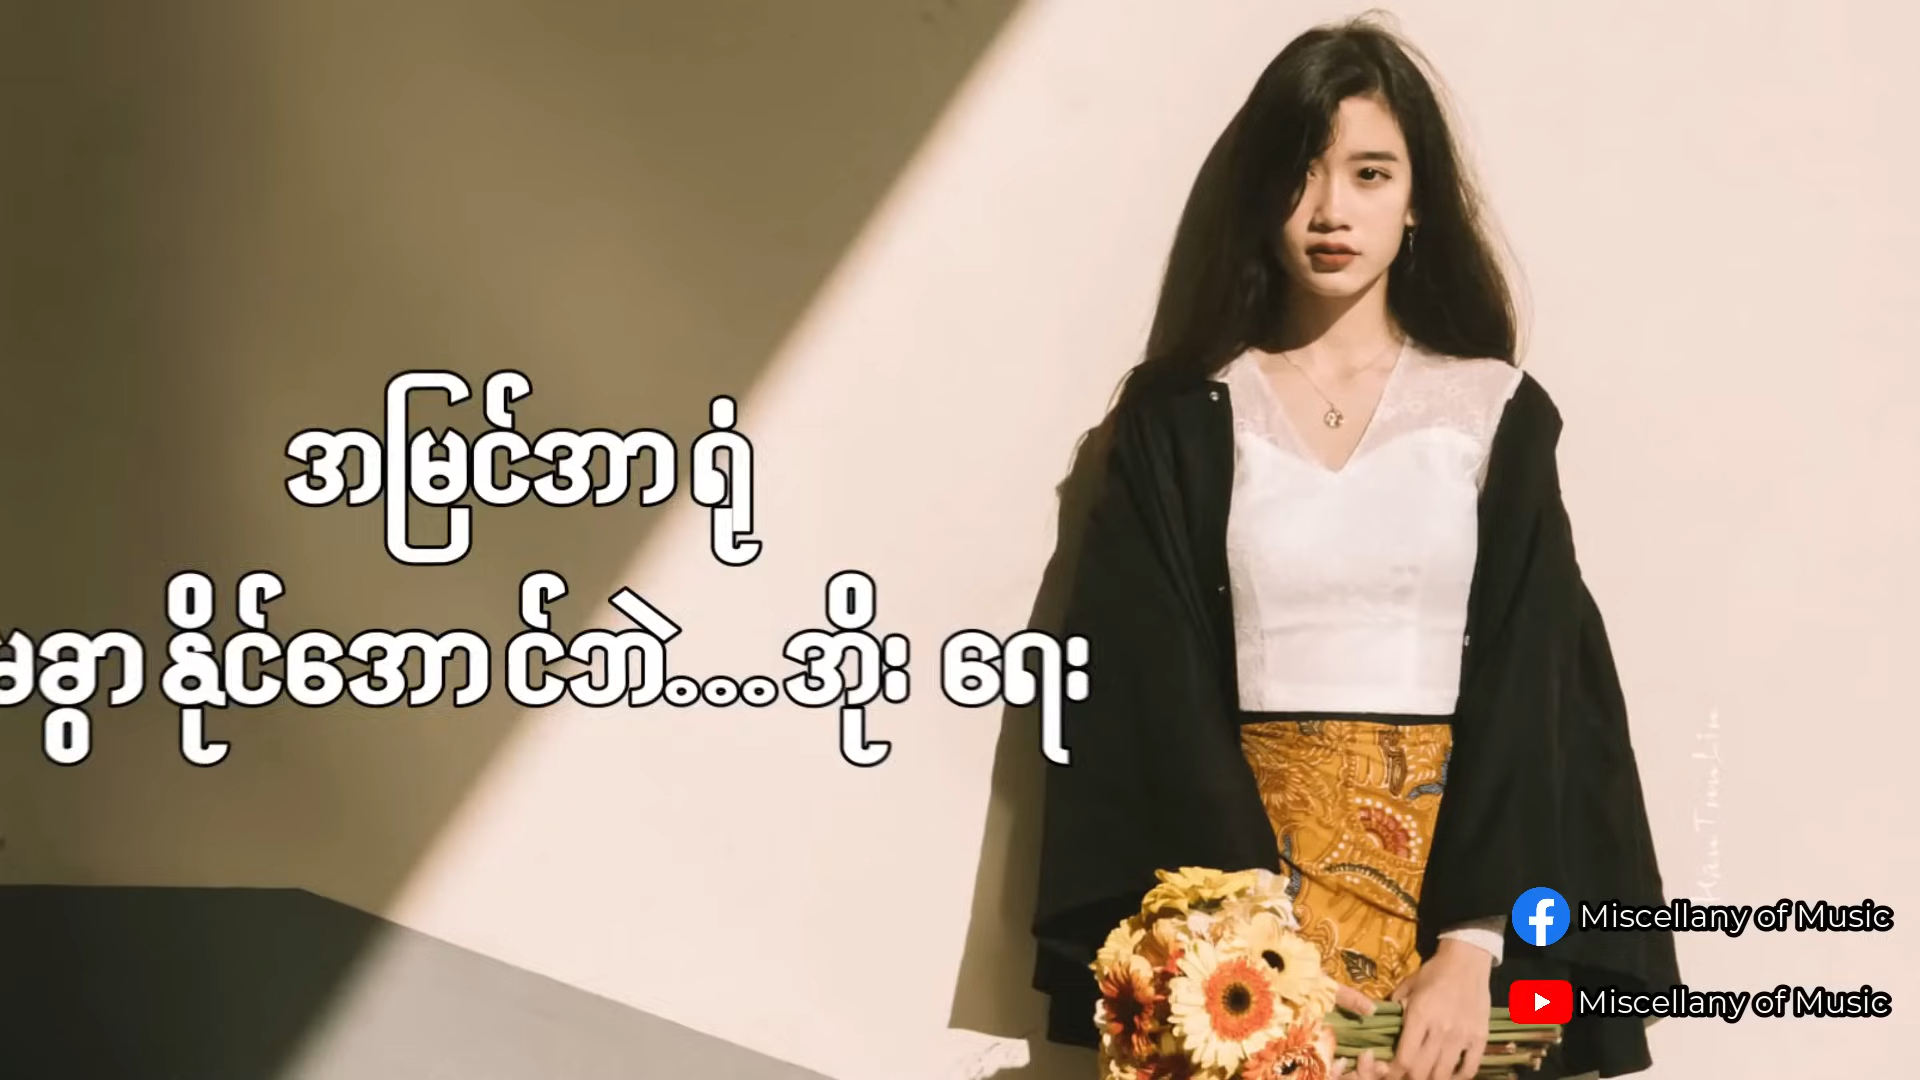 အမြင်အာရုံ
မခွာနိုင်အောင်ဘဲ...အိုး ရေး
Miscellany of Music
Miscellany of Music